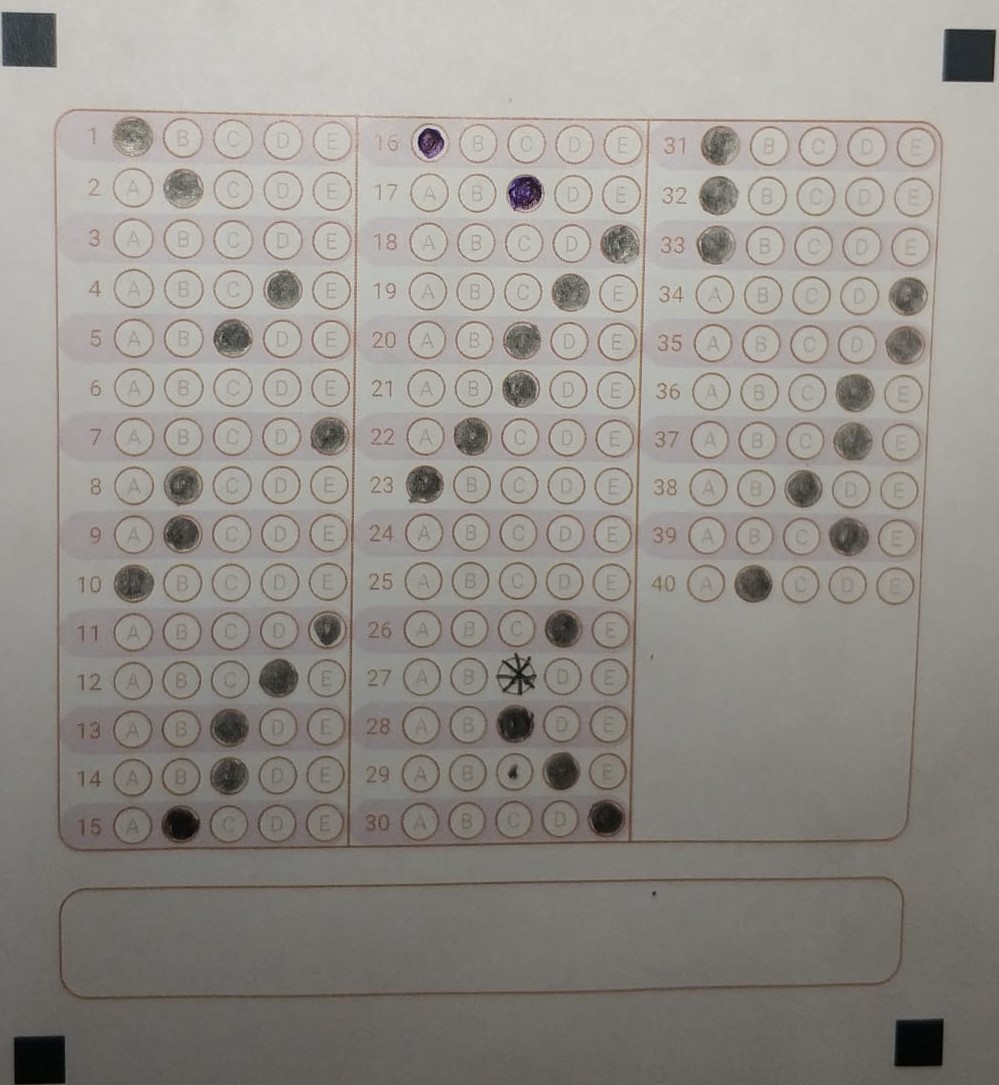 1 B C D E
2 A C D E
3 A B C D E
4 A B C E
5 A B D E
6 A B C D E
7 A B C D
8 A C D E
9 A C D E
10 B C D E
11 A B C D
12 A B C E
13 A B D E
14 A B D E
15 A C D E
16 B C D E
17 A B D E
18 A B C D
19 A B C E
20 A B D E
21 A B D E
22 A C D E
23 B C D E
24 A B C D E
25 A B C D E
26 A B C E
27 A B D E
28 A B D E
29 A B E
30 A B C D
31 B C D E
32 B C D E
33 B C D E
34 A B C D
35 A B C D
36 A B C E
37 A B C E
38 A B D E
39 A B C E
40 A C D E